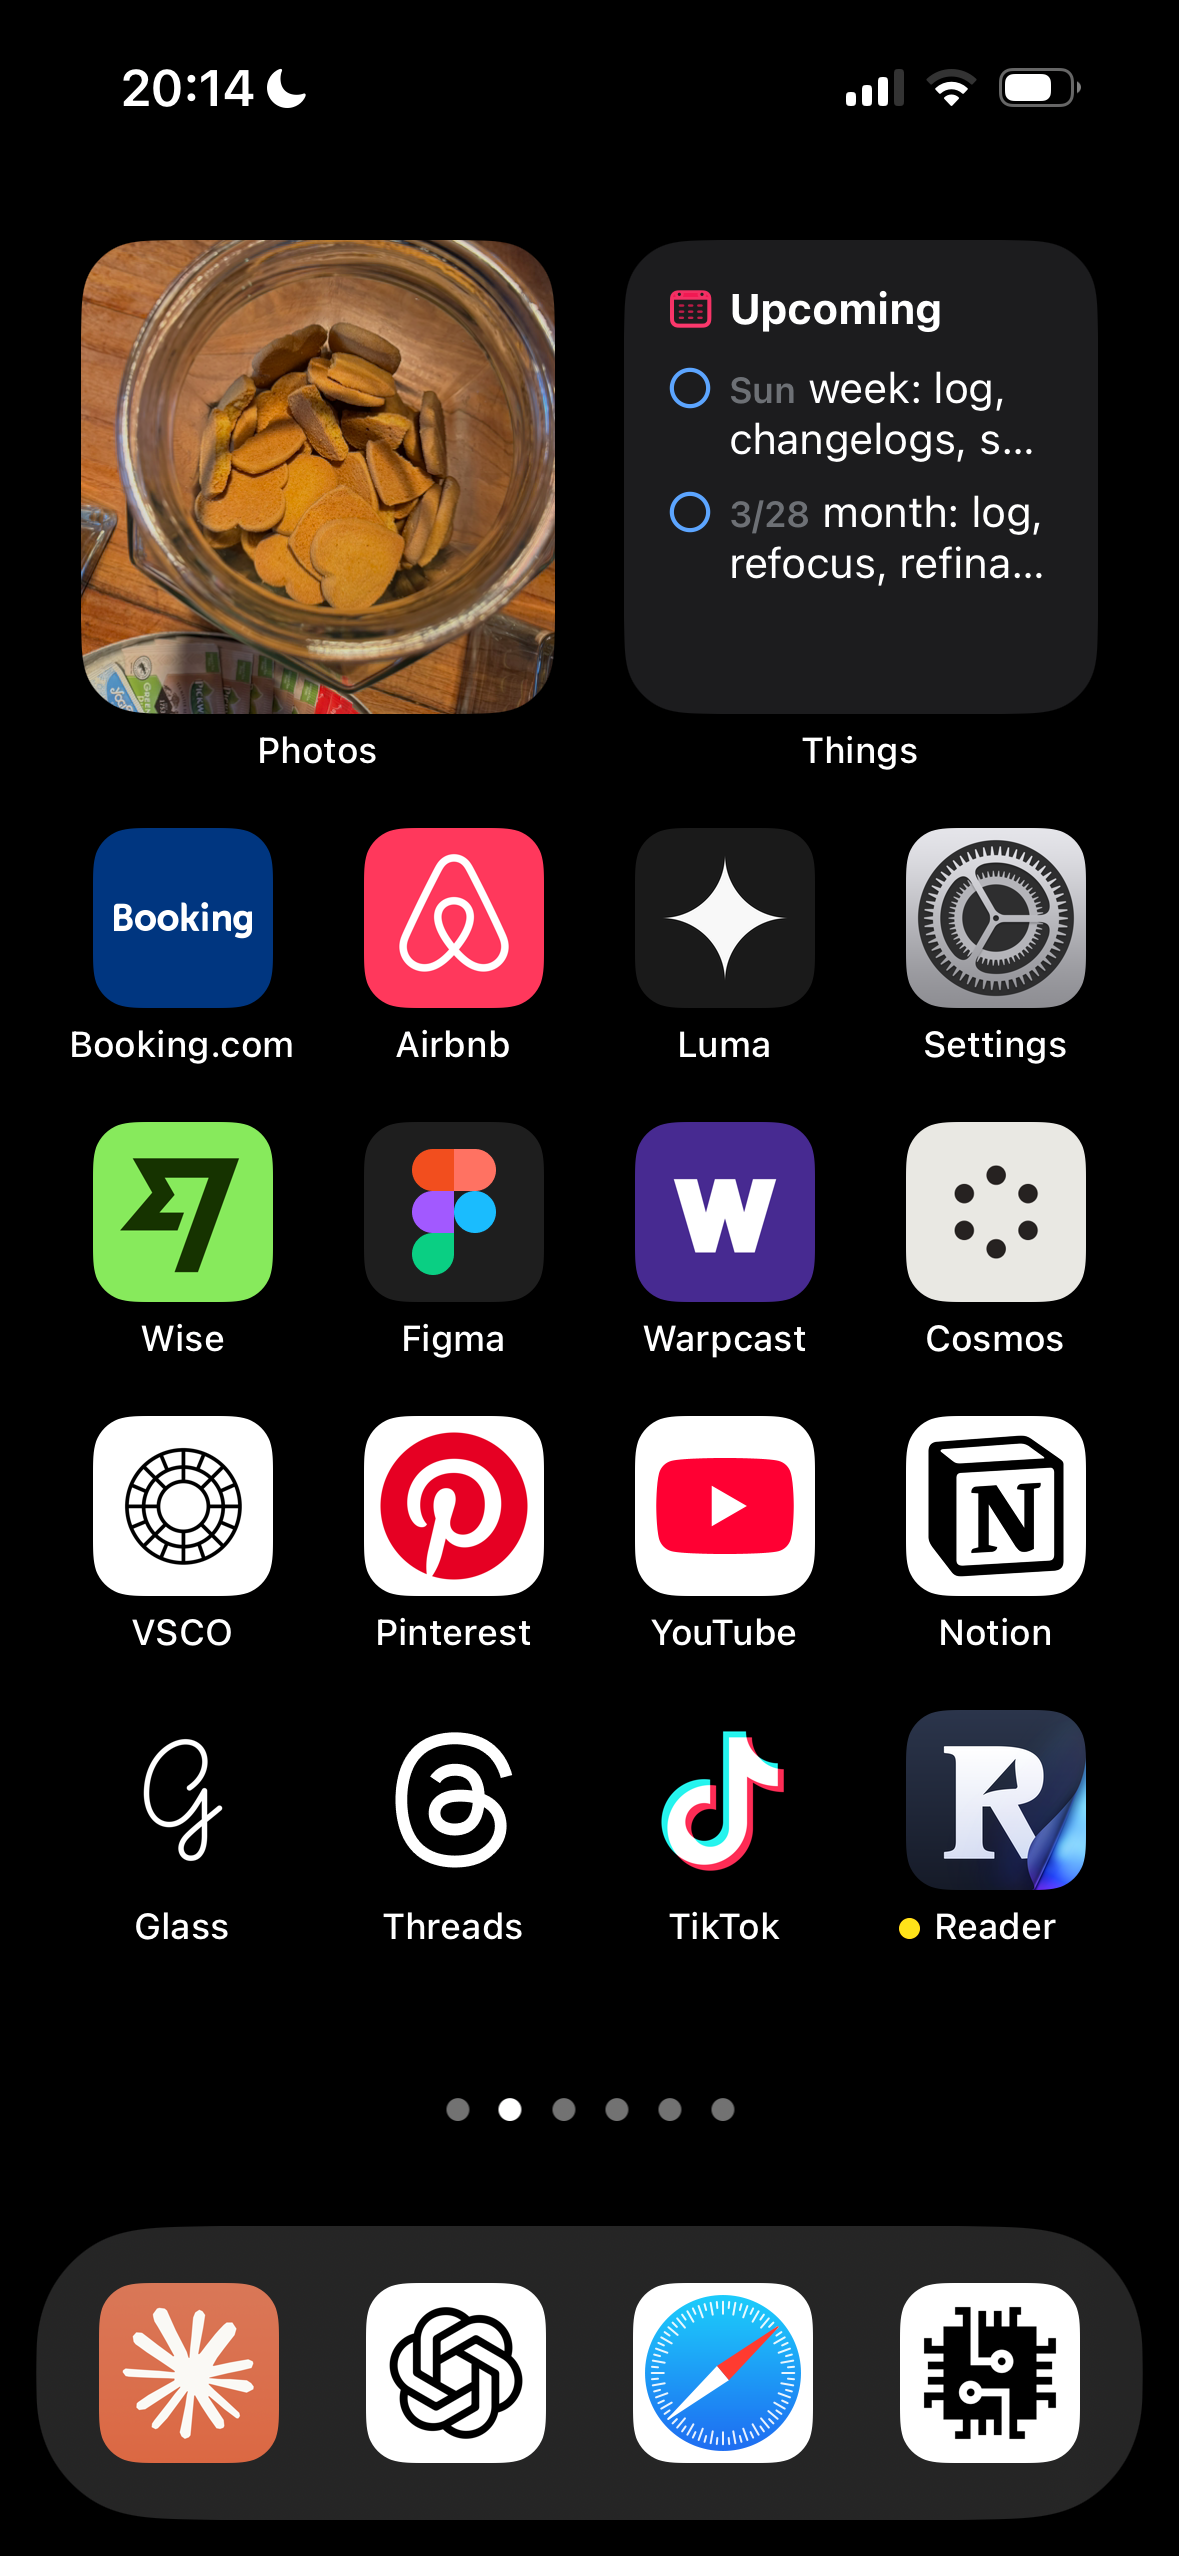 20:14
Upcoming
Sun week: log,
changelogs, s...
3/28 month: log,
refocus, refina...
Photos
Things
Booking
Booking.com
Airbnb
Luma
Settings
Wise
Figma
W
Warpcast
Cosmos
VSCO
Pinterest
YouTube
N
Notion
G
Glass
Threads
TikTok
R
Reader